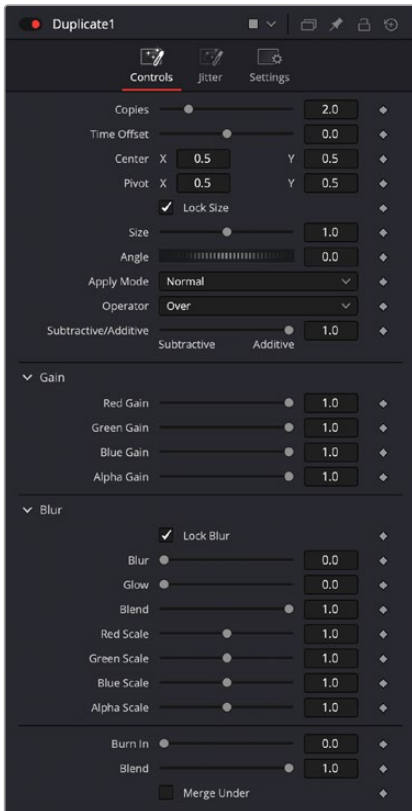 Duplicate1
Controls Jitter Settings
Copies 2.0
Time Offset 0.0
Center X 0.5 Y 0.5
Pivot X 0.5 Y 0.5
Lock Size
Size 1.0
Angle 0.0
Apply Mode Normal
Operator Over
Subtractive/Additive 1.0
Subtractive Additive
Gain
Red Gain 1.0
Green Gain 1.0
Blue Gain 1.0
Alpha Gain 1.0
Blur
Lock Blur
Blur 0.0
Glow 0.0
Blend 1.0
Red Scale 1.0
Green Scale 1.0
Blue Scale 1.0
Alpha Scale 1.0
Burn In 0.0
Blend 1.0
Merge Under